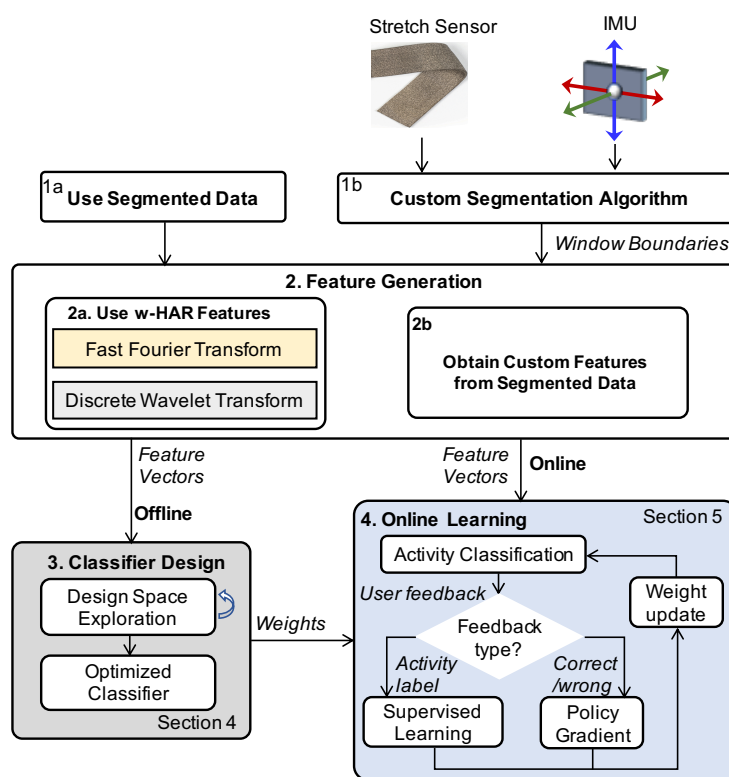 Stretch Sensor
IMU
1a
Use Segmented Data
1b
Custom Segmentation Algorithm
Window Boundaries
2. Feature Generation
2a. Use w-HAR Features
Fast Fourier Transform
Discrete Wavelet Transform
2b
Obtain Custom Features
from Segmented Data
Feature
Vectors
Offline
Feature
Vectors
Online
3. Classifier Design
Design Space
Exploration
Optimized
Classifier
Section 4
Weights
4. Online Learning
Section 5
Activity Classification
User feedback
Weight
update
Feedback
type?
Activity
label
Correct
/wrong
Supervised
Learning
Policy
Gradient